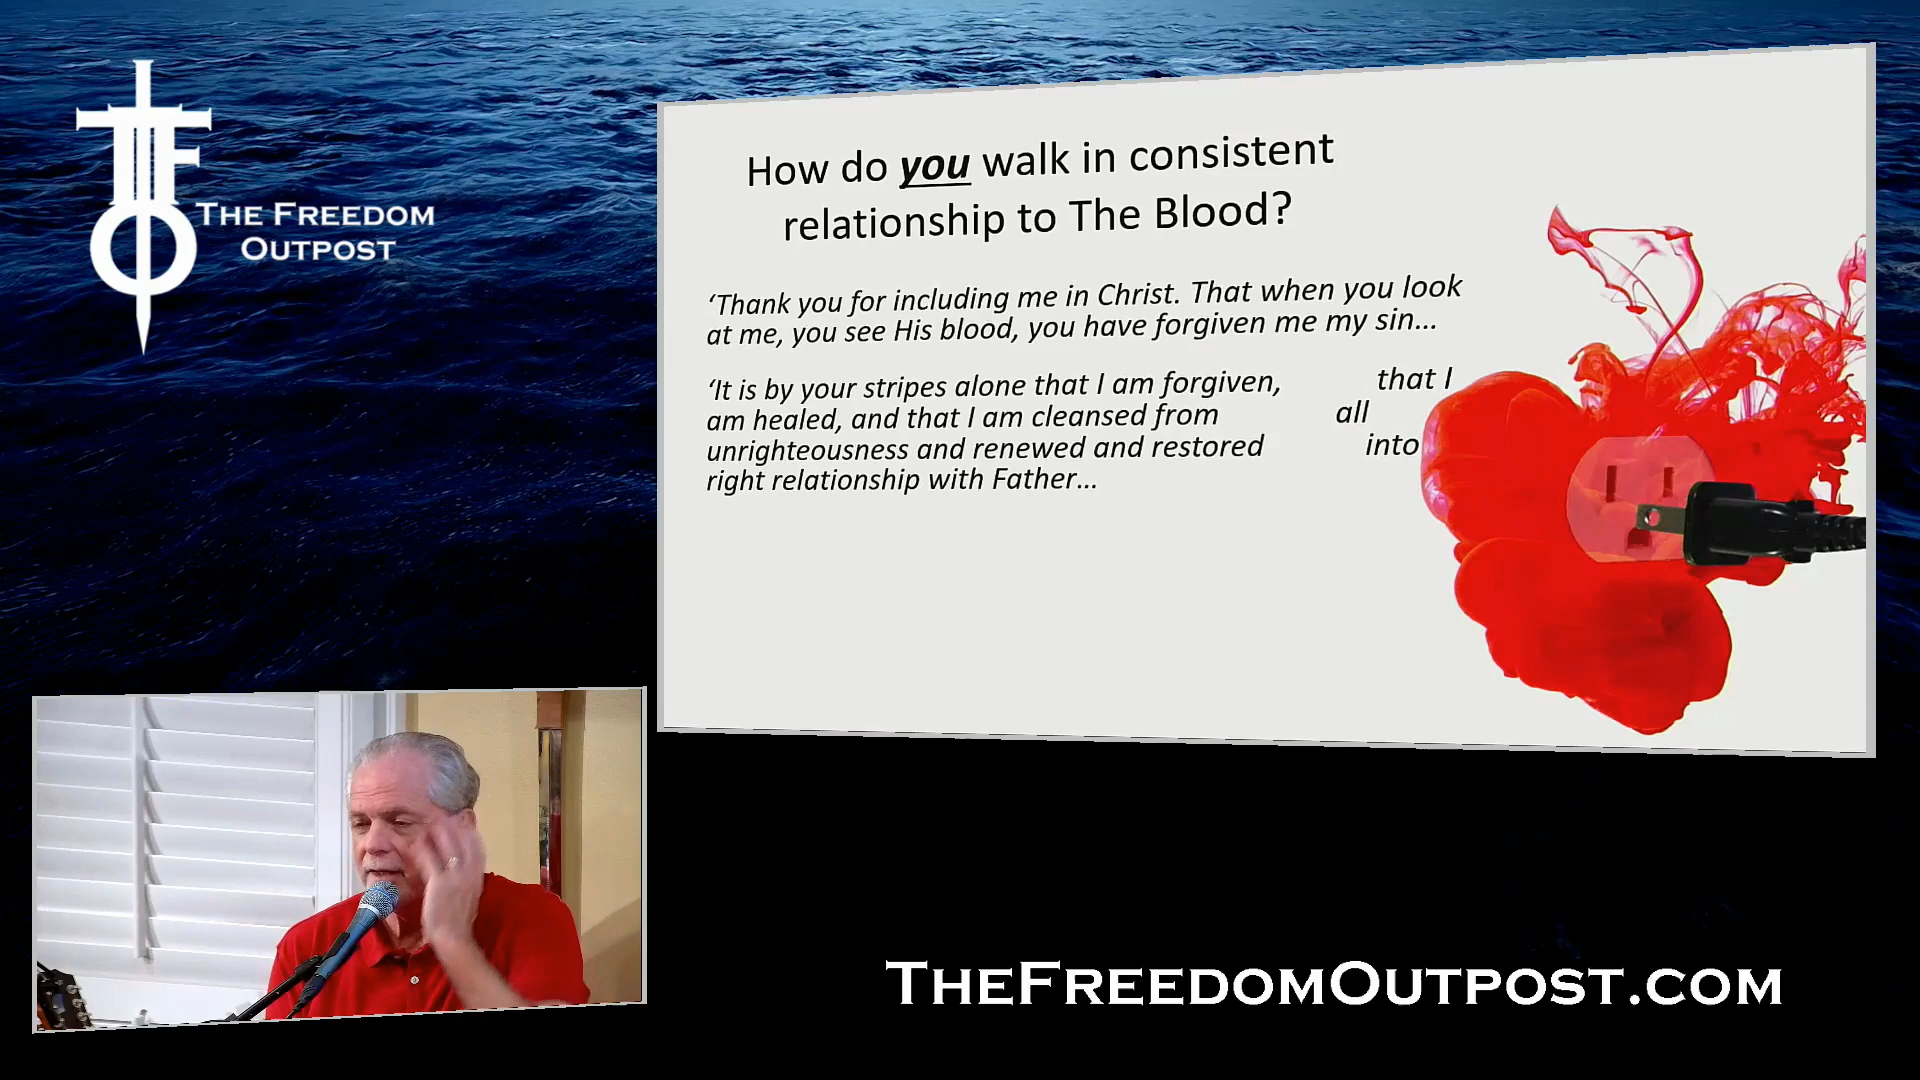 TFO
THE FREEDOM
OUTPOST
How do you walk in consistent
relationship to The Blood?
‘Thank you for including me in Christ. That when you look
at me, you see His blood, you have forgiven me my sin...
‘It is by your stripes alone that I am forgiven, that I
am healed, and that I am cleansed from all
unrighteousness and renewed and restored into
right relationship with Father...
THEFREEDOMOUTPOST.COM